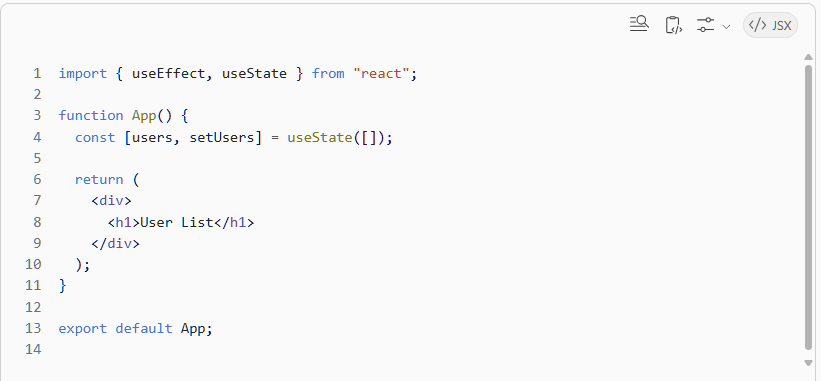 </> JSX
1 import { useEffect, useState } from "react";
2
3 function App() {
4   const [users, setUsers] = useState([]);
5
6   return (
7     <div>
8       <h1>User List</h1>
9     </div>
10   );
11 }
12
13 export default App;
14